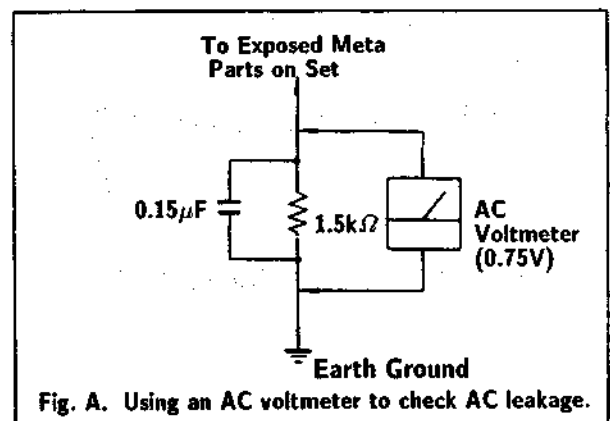 To Exposed Meta
Parts on Set
0.15μF
1.5kΩ
AC
Voltmeter
(0.75V)
Earth Ground
Fig. A. Using an AC voltmeter to check AC leakage.